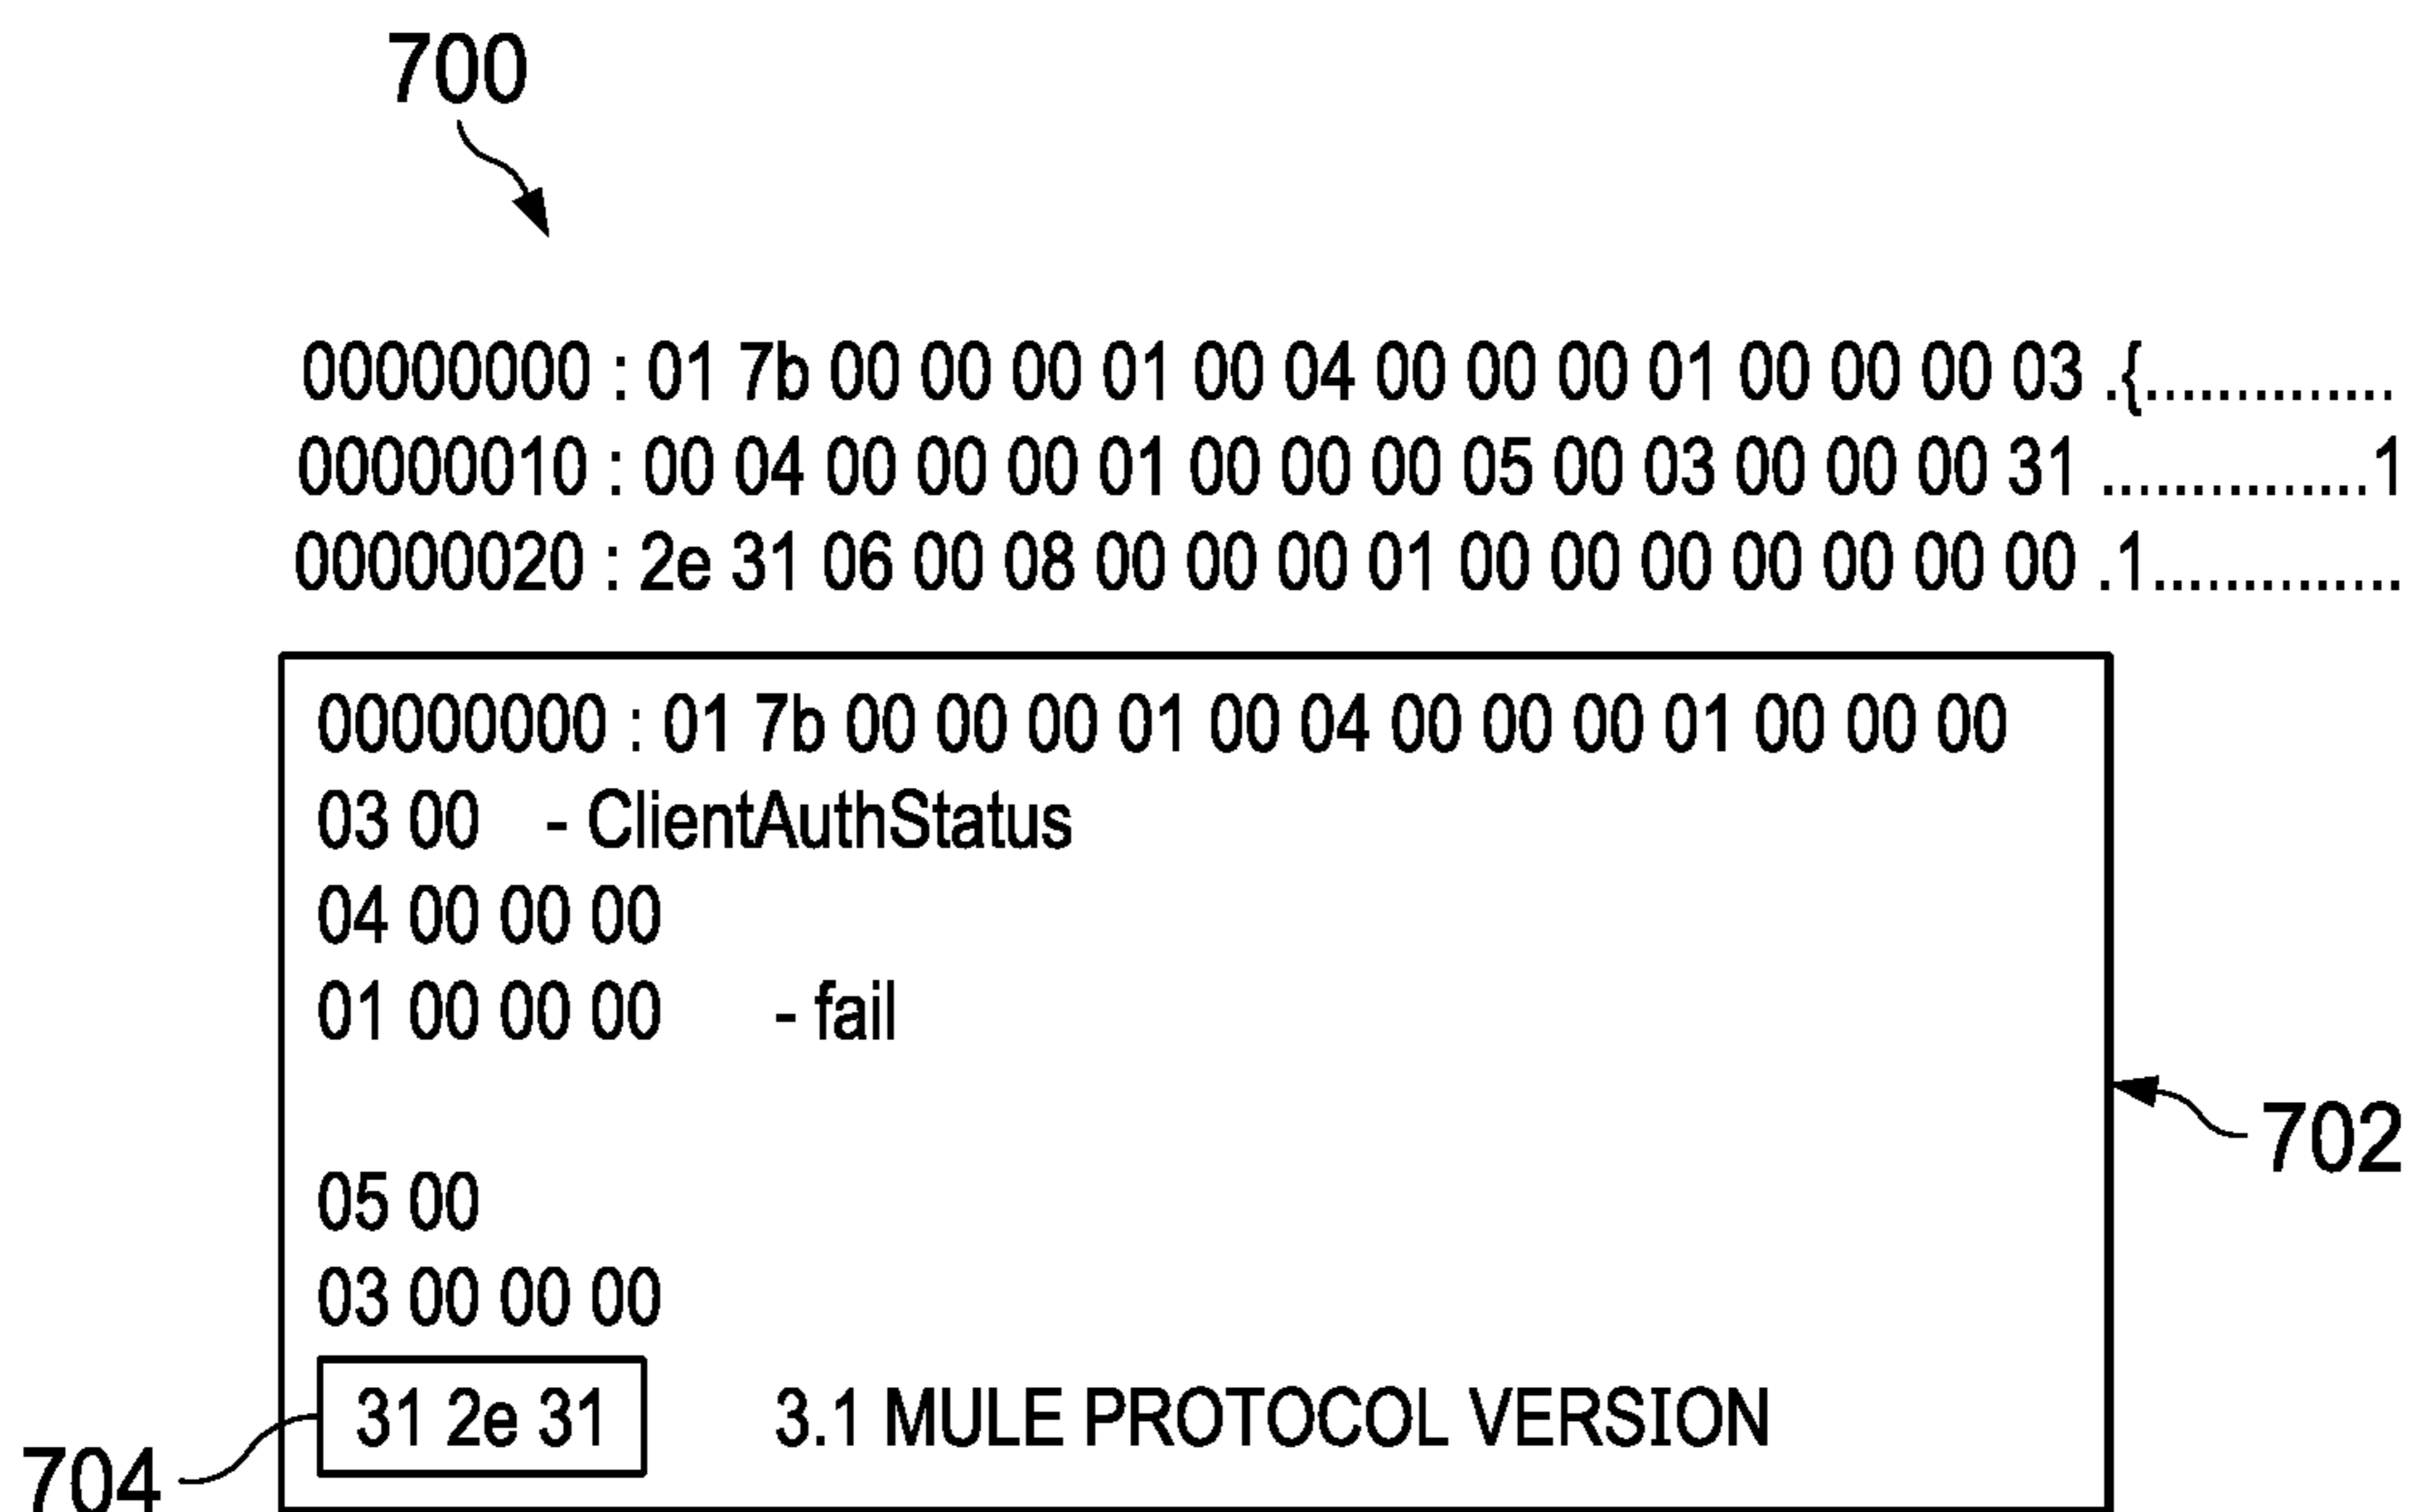 700
00000000 : 01 7b 00 00 00 01 00 04 00 00 00 01 00 00 00 03 .{..............
00000010 : 00 04 00 00 00 01 00 00 00 05 00 03 00 00 00 31 ...............1
00000020 : 2e 31 06 00 08 00 00 00 01 00 00 00 00 00 00 00 .1..............
00000000 : 01 7b 00 00 00 01 00 04 00 00 00 01 00 00 00
03 00 - ClientAuthStatus
04 00 00 00
01 00 00 00 - fail
702
05 00
03 00 00 00
31 2e 31 3.1 MULE PROTOCOL VERSION
704